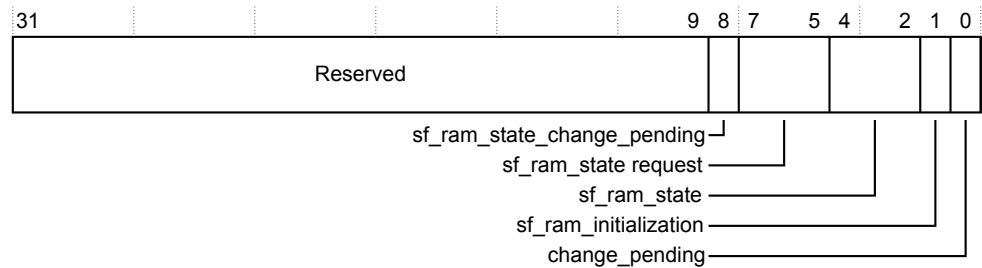 31 9 8 7 5 4 2 1 0
Reserved
sf_ram_state_change_pending
sf_ram_state request
sf_ram_state
sf_ram_initialization
change_pending